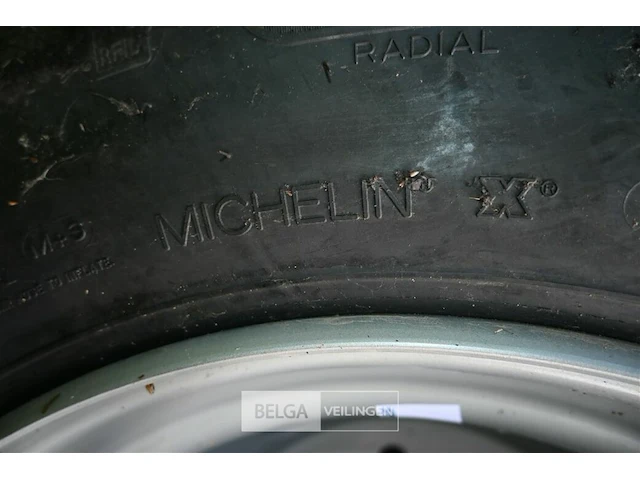 RADIAL
MICHELIN® X®
M+S
BELGA VEILINGEN